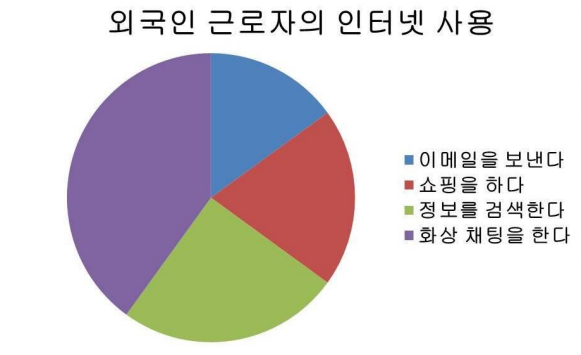 외국인 근로자의 인터넷 사용
이메일을 보낸다
쇼핑을 하다
정보를 검색한다
화상 채팅을 한다